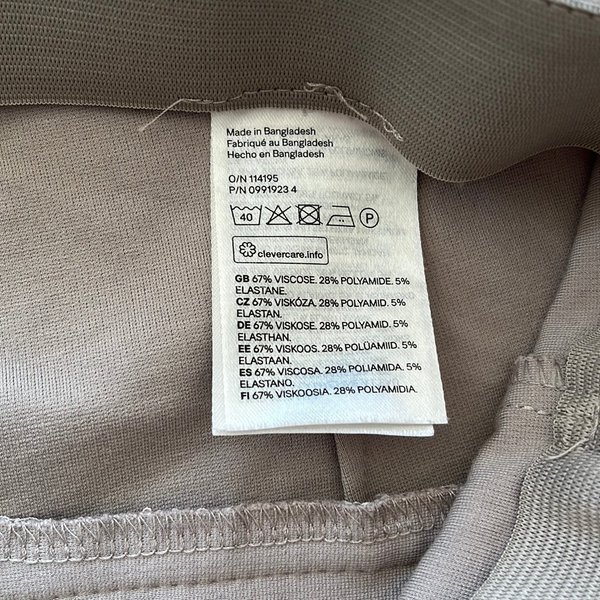 Made in Bangladesh
Fabriqué au Bangladesh
Hecho en Bangladesh
O/N 114195
P/N 0991923 4
40 P
clevercare.info
GB 67% VISCOSE. 28% POLYAMIDE. 5%
ELASTANE.
CZ 67% VISKÓZA. 28% POLYAMID. 5%
ELASTAN.
DE 67% VISKOSE. 28% POLYAMID. 5%
ELASTHAN.
EE 67% VISKOOS. 28% POLÜAMIID. 5%
ELASTAAN.
ES 67% VISCOSA. 28% POLIAMIDA. 5%
ELASTANO.
FI 67% VISKOOSIA. 28% POLYAMIDIA.